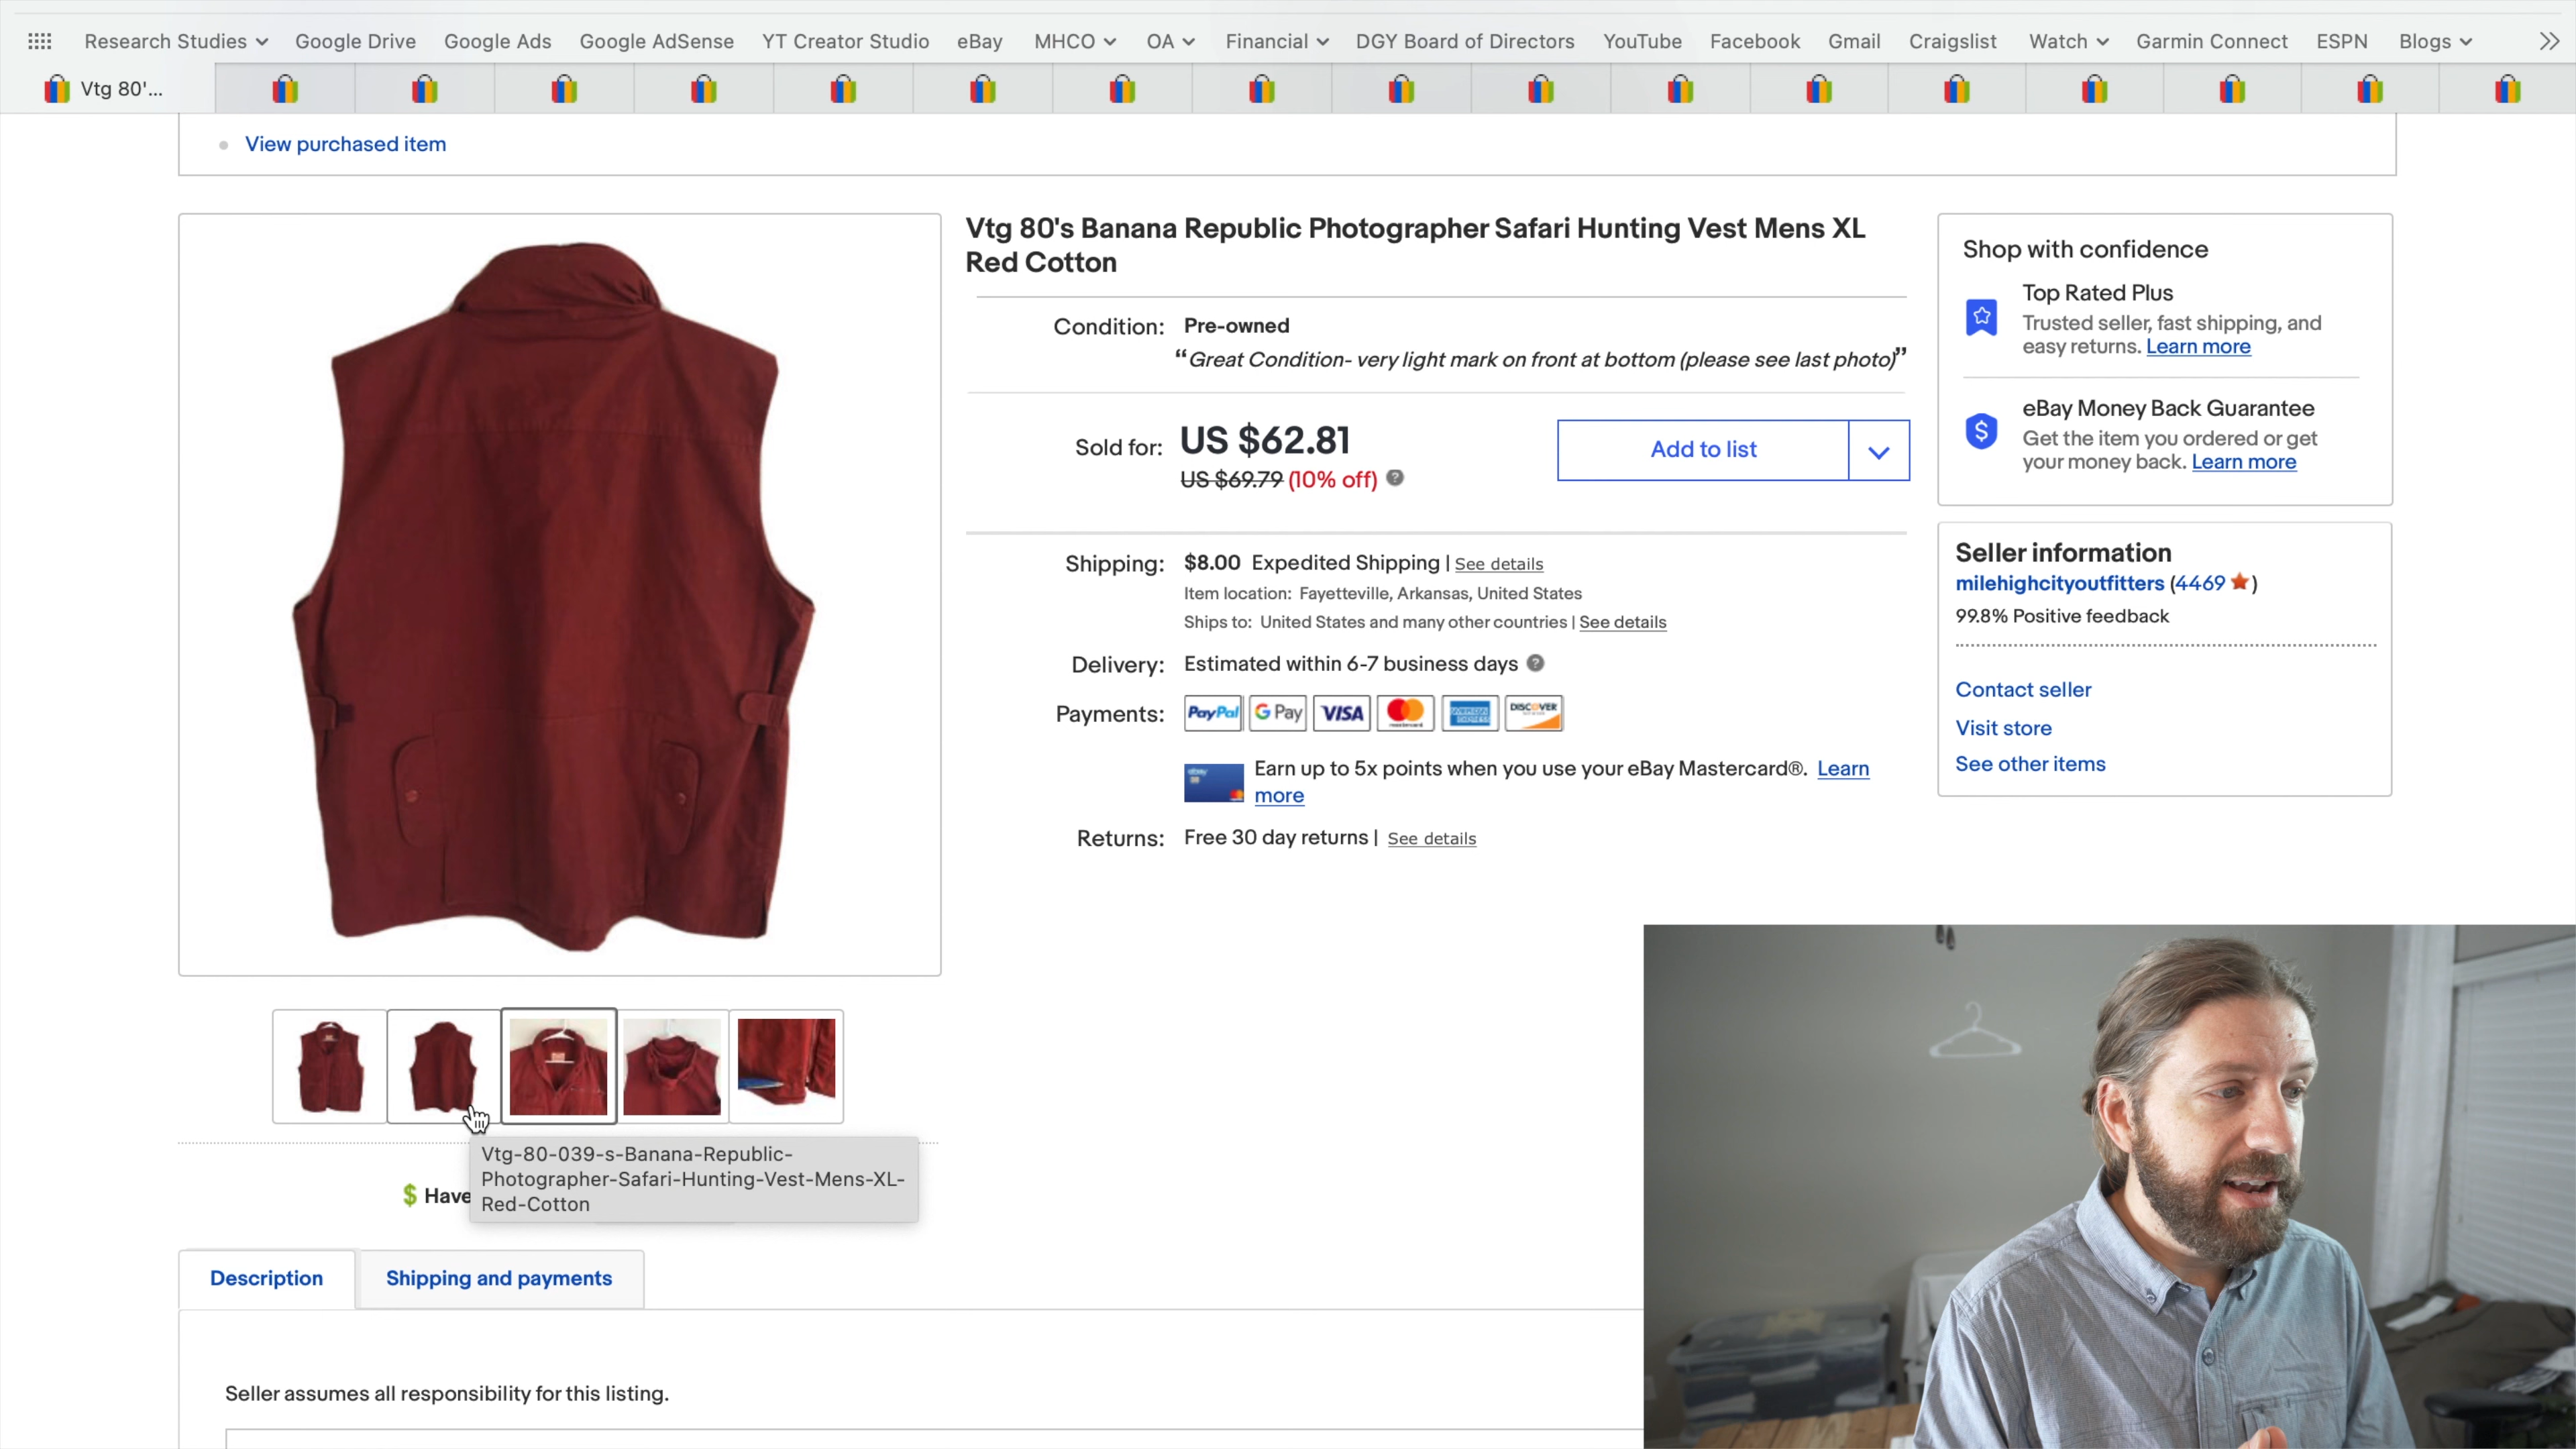 Research Studies Google Drive Google Ads Google AdSense YT Creator Studio eBay MHCO OA Financial DGY Board of Directors YouTube Facebook Gmail Craigslist Watch Garmin Connect ESPN Blogs
Vtg 80'...
View purchased item
Vtg 80's Banana Republic Photographer Safari Hunting Vest Mens XL
Red Cotton
Condition: Pre-owned
“Great Condition- very light mark on front at bottom (please see last photo)”
Sold for: US $62.81
US $69.79 (10% off)
Add to list
Shipping: $8.00 Expedited Shipping | See details
Item location: Fayetteville, Arkansas, United States
Ships to: United States and many other countries | See details
Delivery: Estimated within 6-7 business days
Payments: PayPal G Pay VISA mastercard AMERICAN EXPRESS DISCOVER
ebay
Earn up to 5x points when you use your eBay Mastercard®. Learn
more
Returns: Free 30 day returns | See details
Shop with confidence
Top Rated Plus
Trusted seller, fast shipping, and
easy returns. Learn more
eBay Money Back Guarantee
Get the item you ordered or get
your money back. Learn more
Seller information
milehighcityoutfitters (4469)
99.8% Positive feedback
Contact seller
Visit store
See other items
$ Have
Vtg-80-039-s-Banana-Republic-
Photographer-Safari-Hunting-Vest-Mens-XL-
Red-Cotton
Description
Shipping and payments
Seller assumes all responsibility for this listing.